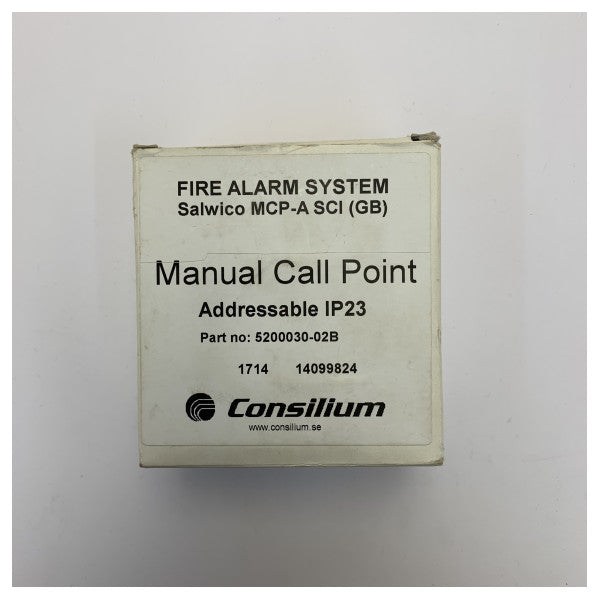 FIRE ALARM SYSTEM
Salwico MCP-A SCI (GB)
Manual Call Point
Addressable IP23
Part no: 5200030-02B
1714 14099824
Consilium
www.consilium.se